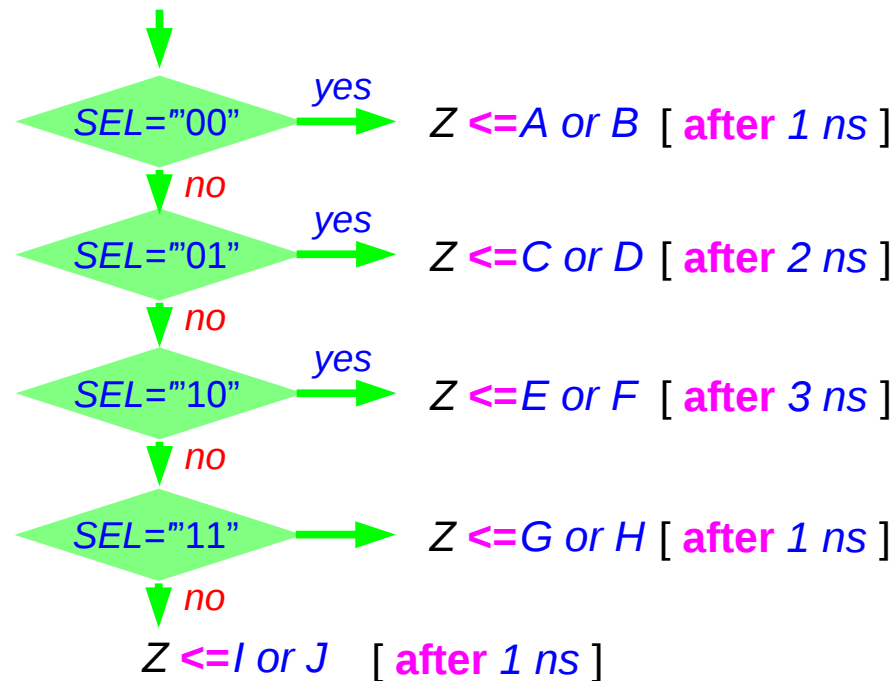 yes
SEL="”00” Z <=A or B [ after 1 ns ]
no
yes
SEL="”01” Z <=C or D [ after 2 ns ]
no
yes
SEL="”10” Z <=E or F [ after 3 ns ]
no
SEL="”11” Z <=G or H [ after 1 ns ]
no
Z <=I or J [ after 1 ns ]